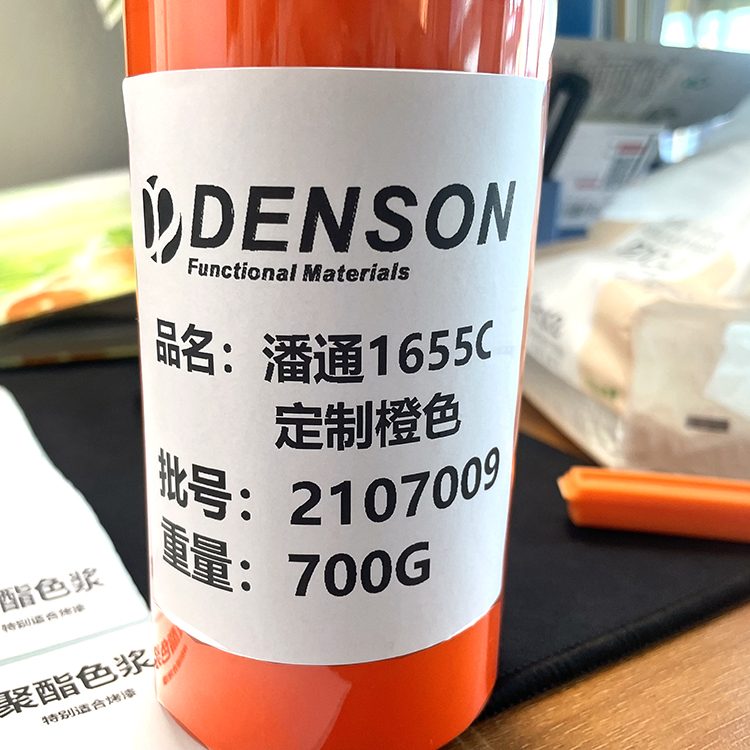 DENSON
Functional Materials
品名：潘通1655C
定制橙色
批号：2107009
重量：700G
酯色浆
特别适合烤漆
聚酯色浆
特别适合烤漆